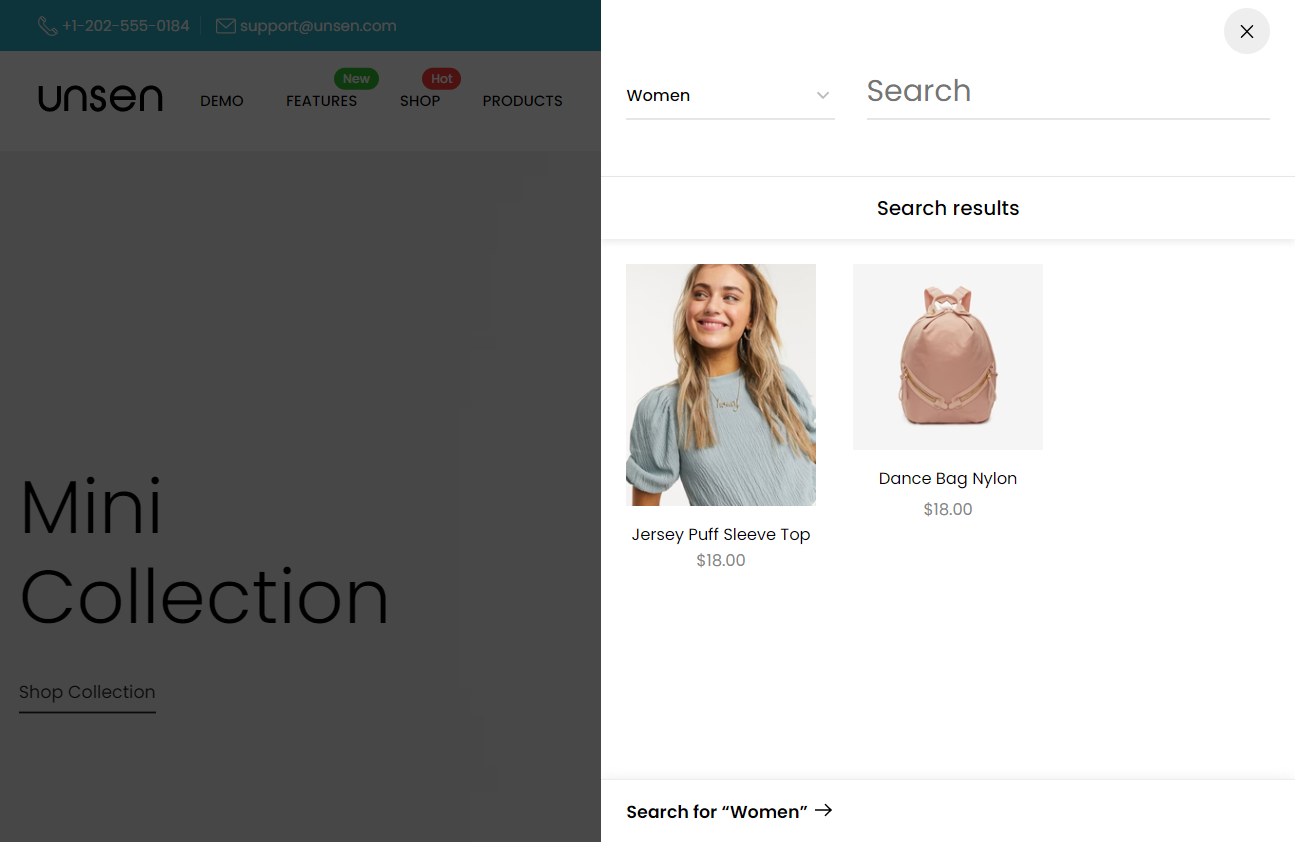 +1-202-555-0184
support@unsen.com
unsen
DEMO
FEATURES
New
SHOP
Hot
PRODUCTS
Mini
Collection
Shop Collection
Women
Search
Search results
howdy
Jersey Puff Sleeve Top
$18.00
Dance Bag Nylon
$18.00
Search for “Women” →